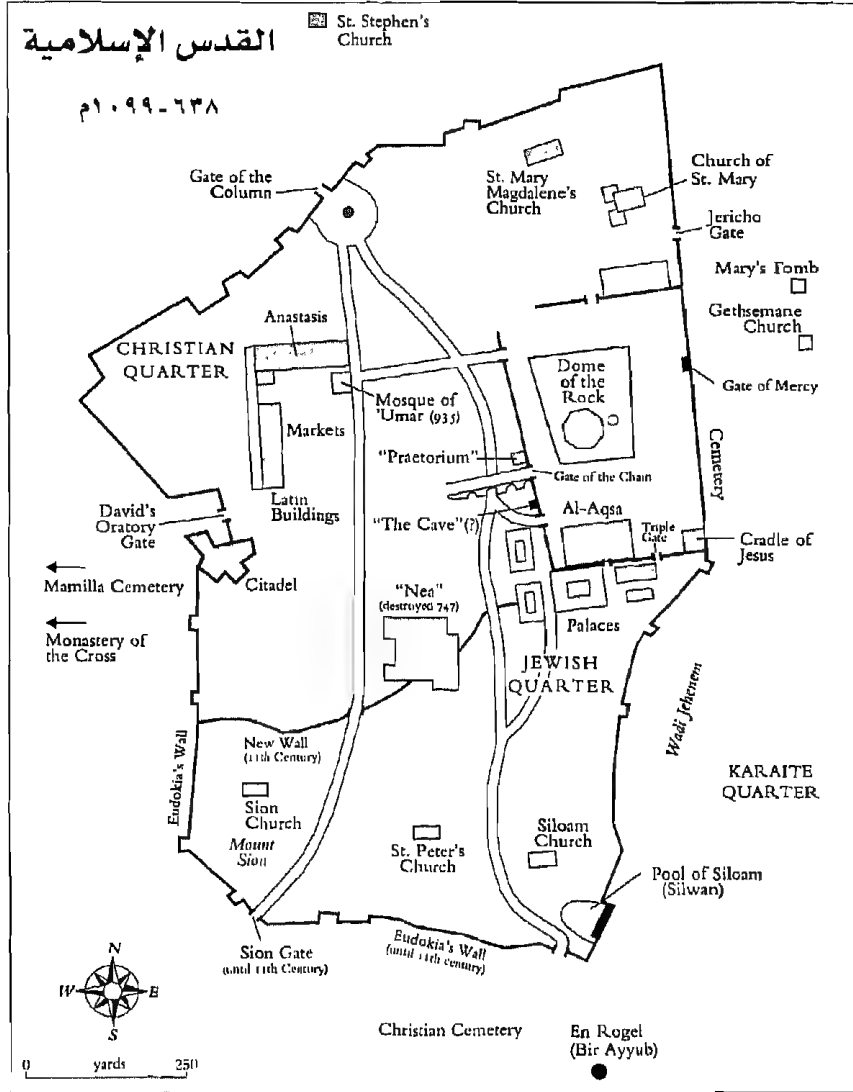 القدس الإسلامية
٦٣٨-١٠٩٩م
St. Stephen's
Church
Gate of the
Column
St. Mary
Magdalene's
Church
Church of
St. Mary
Jericho
Gate
Mary's Tomb
Gethsemane
Church
Anastasis
CHRISTIAN
QUARTER
Dome
of the
Rock
Gate of Mercy
Mosque of
'Umar (935)
Markets
"Praetorium"
Gate of the Chain
Cemetery
Latin
Buildings
David's
Oratory
Gate
"The Cave"(?)
Al-Aqsa
Triple
Gate
Cradle of
Jesus
Mamilla Cemetery
Citadel
"Nea"
(destroyed 747)
Palaces
Monastery of
the Cross
JEWISH
QUARTER
Wadi Jehenem
New Wall
(11th Century)
Eudokia's Wall
KARAITE
QUARTER
Sion
Church
Mount
Sion
St. Peter's
Church
Siloam
Church
Pool of Siloam
(Silwan)
Sion Gate
(until 11th Century)
Eudokia's Wall
(until 11th century)
N
W E
S
Christian Cemetery
En Rogel
(Bir Ayyub)
0 yards 250